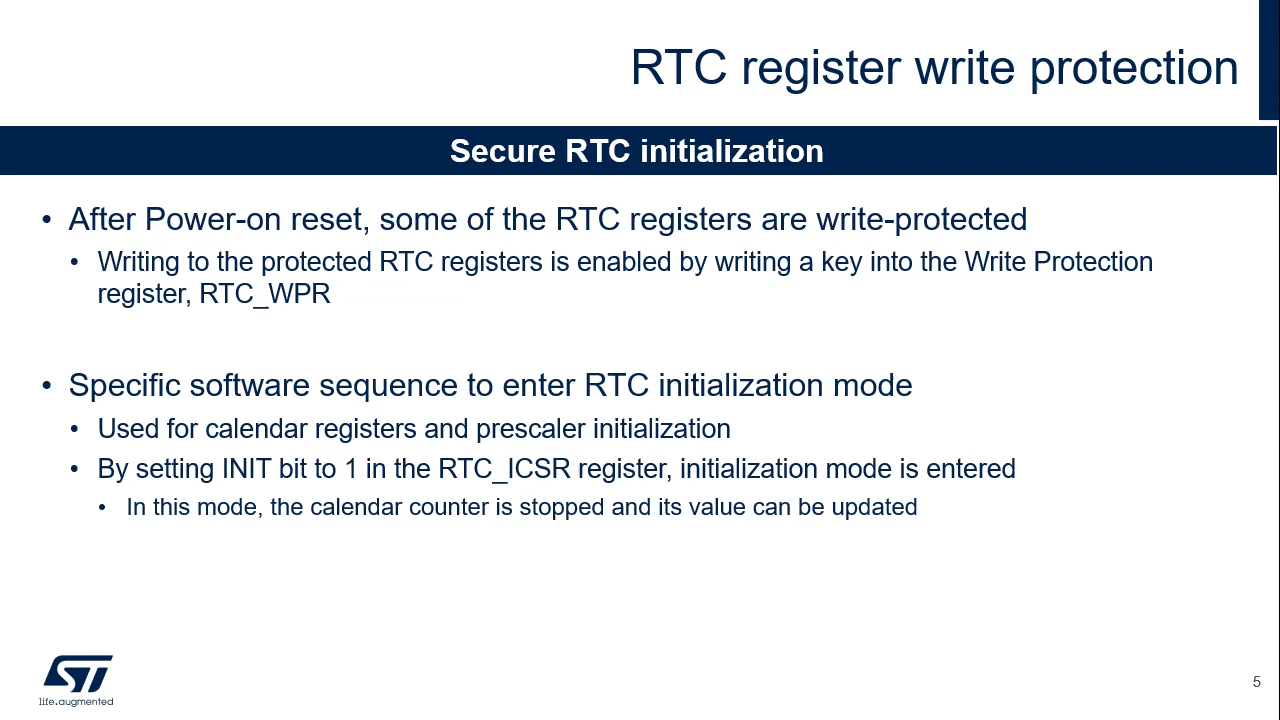 RTC register write protection
Secure RTC initialization
• After Power-on reset, some of the RTC registers are write-protected
• Writing to the protected RTC registers is enabled by writing a key into the Write Protection
register, RTC_WPR
• Specific software sequence to enter RTC initialization mode
• Used for calendar registers and prescaler initialization
• By setting INIT bit to 1 in the RTC_ICSR register, initialization mode is entered
• In this mode, the calendar counter is stopped and its value can be updated
ST
life.augmented
5